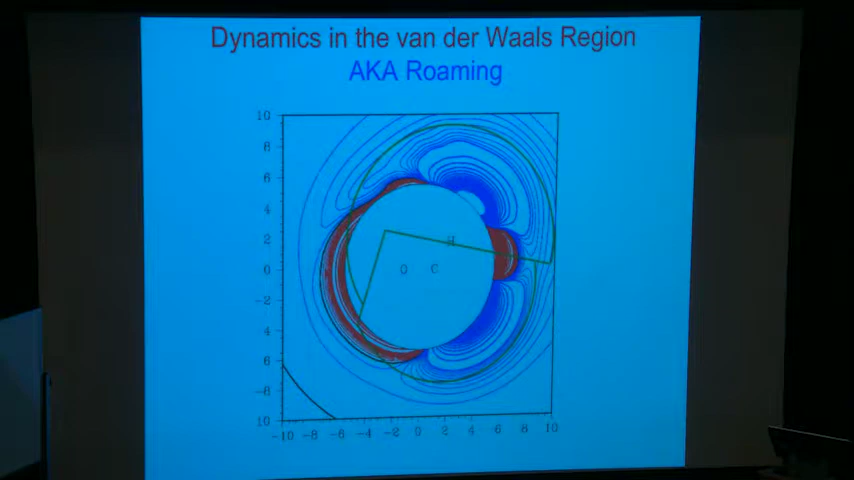 Dynamics in the van der Waals Region
AKA Roaming
10
8
6
4
2
0
-2
4
6
-8
10
H
O C
-10 -8 -6 -4 -2 0 2 4 6 8 10